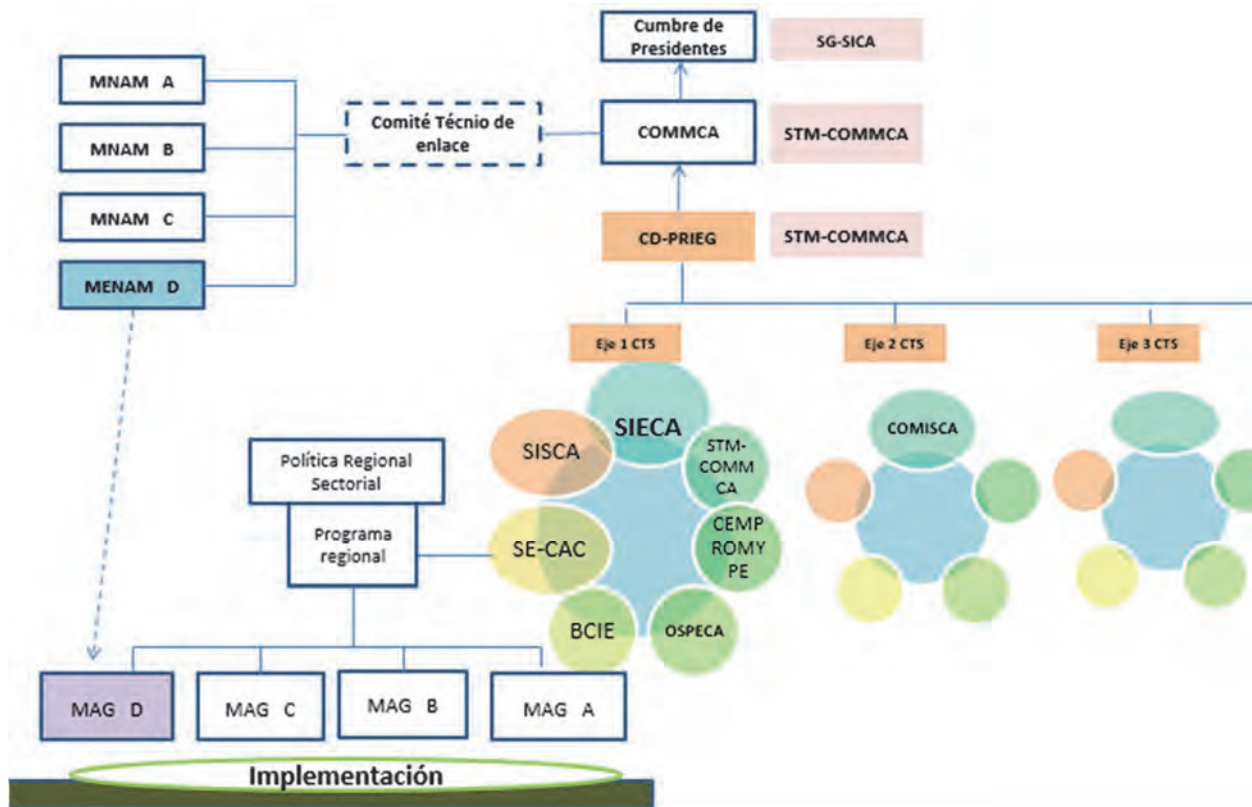 Cumbre de
Presidentes
SG-SICA
MNAM A
MNAM B
MNAM C
MENAM D
Comité Técnio de
enlace
COMMCA
STM-COMMCA
CD-PRIEG
STM-COMMCA
Eje 1 CTS
Eje 2 CTS
Eje 3 CTS
SIECA
SISCA
STM-
COMM
CA
CEMP
ROMY
PE
SE-CAC
BCIE
OSPECA
COMISCA
Política Regional
Sectorial
Programa
regional
MAG D
MAG C
MAG B
MAG A
Implementación